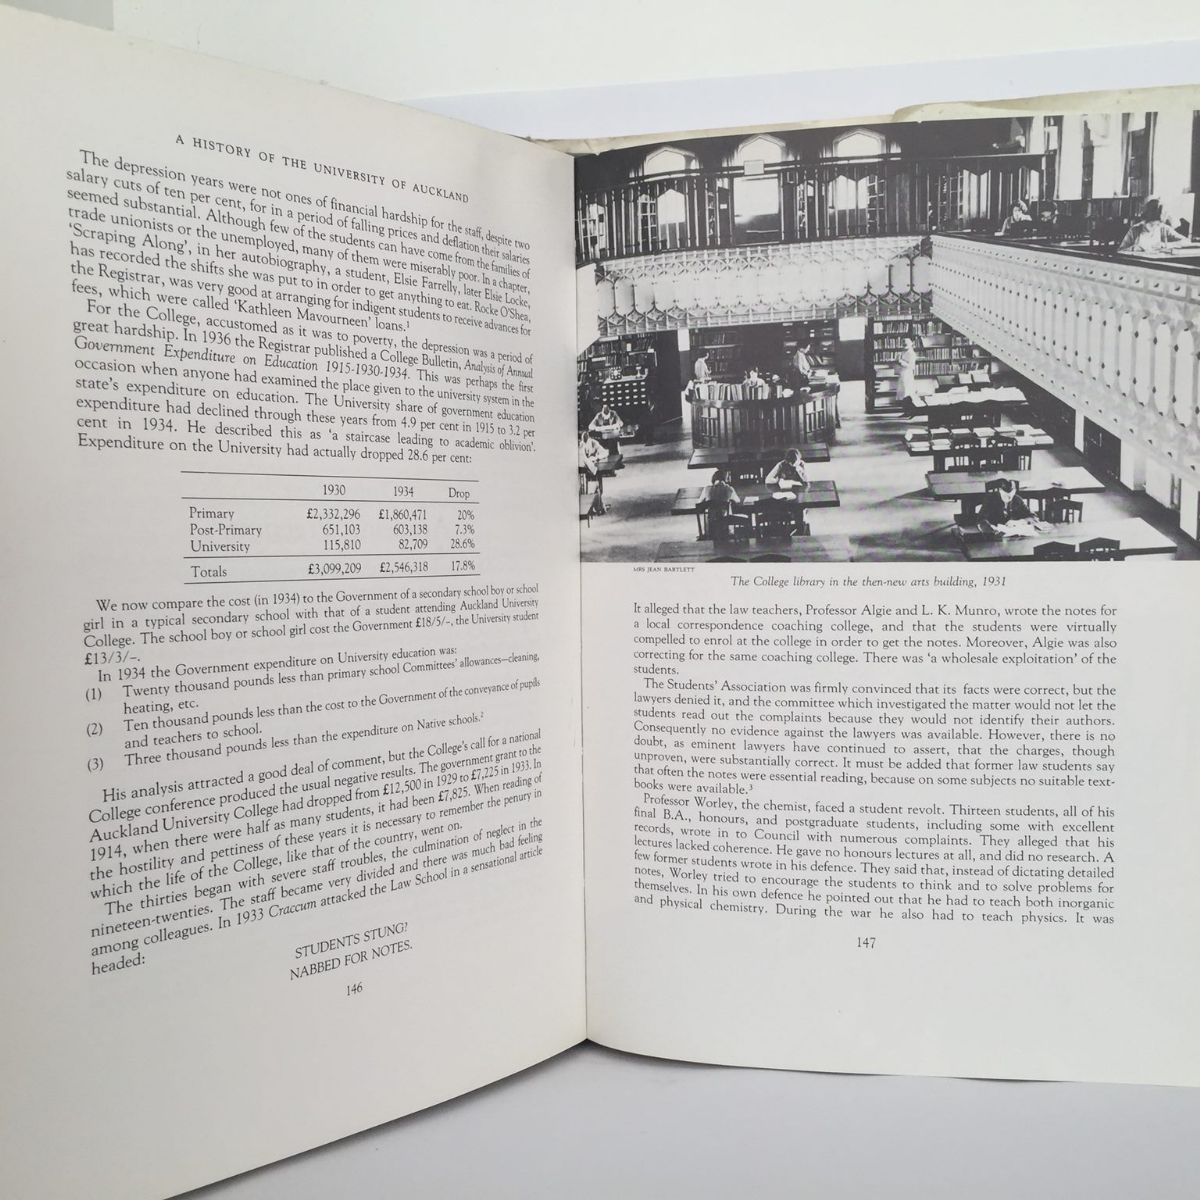 A HISTORY OF THE UNIVERSITY OF AUCKLAND
The depression years were not ones of financial hardship for the staff, despite two
salary cuts of ten per cent, for in a period of falling prices and deflation their salaries
seemed substantial. Although few of the students can have come from the families of
trade unionists or the unemployed, many of them were miserably poor. In a chapter,
'Scraping Along', in her autobiography, a student, Elsie Farrelly, later Elsie Locke,
has recorded the shifts she was put to in order to get anything to eat. Rocke O'Shea,
the Registrar, was very good at arranging for indigent students to receive advances for
fees, which were called 'Kathleen Mavourneen' loans.¹
For the College, accustomed as it was to poverty, the depression was a period of
great hardship. In 1936 the Registrar published a College Bulletin, Analysis of Annual
Government Expenditure on Education 1915-1930-1934. This was perhaps the first
occasion when anyone had examined the place given to the university system in the
state's expenditure on education. The University share of government education
expenditure had declined through these years from 4.9 per cent in 1915 to 3.2 per
cent in 1934. He described this as 'a staircase leading to academic oblivion'.
Expenditure on the University had actually dropped 28.6 per cent:
1930 1934 Drop
Primary £2,332,296 £1,860,471 20%
Post-Primary 651,103 603,138 7.3%
University 115,810 82,709 28.6%
Totals £3,099,209 £2,546,318 17.8%
We now compare the cost (in 1934) to the Government of a secondary school boy or school
girl in a typical secondary school with that of a student attending Auckland University
College. The school boy or school girl cost the Government £18/5/-, the University student
£13/3/-.
In 1934 the Government expenditure on University education was:
(1) Twenty thousand pounds less than primary school Committees' allowances—cleaning,
heating, etc.
(2) Ten thousand pounds less than the cost to the Government of the conveyance of pupils
and teachers to school.
(3) Three thousand pounds less than the expenditure on Native schools.²
His analysis attracted a good deal of comment, but the College's call for a national
College conference produced the usual negative results. The government grant to the
Auckland University College had dropped from £12,500 in 1929 to £7,225 in 1933. In
1914, when there were half as many students, it had been £7,825. When reading of
the hostility and pettiness of these years it is necessary to remember the penury in
which the life of the College, like that of the country, went on.
The thirties began with severe staff troubles, the culmination of neglect in the
nineteen-twenties. The staff became very divided and there was much bad feeling
among colleagues. In 1933 Craccum attacked the Law School in a sensational article
headed:
STUDENTS STUNG?
NABBED FOR NOTES.
146
MRS JEAN BARTLETT
The College library in the then-new arts building, 1931
It alleged that the law teachers, Professor Algie and L. K. Munro, wrote the notes for
a local correspondence coaching college, and that the students were virtually
compelled to enrol at the college in order to get the notes. Moreover, Algie was also
correcting for the same coaching college. There was 'a wholesale exploitation' of the
students.
The Students' Association was firmly convinced that its facts were correct, but the
lawyers denied it, and the committee which investigated the matter would not let the
students read out the complaints because they would not identify their authors.
Consequently no evidence against the lawyers was available. However, there is no
doubt, as eminent lawyers have continued to assert, that the charges, though
unproven, were substantially correct. It must be added that former law students say
that often the notes were essential reading, because on some subjects no suitable text-
books were available.³
Professor Worley, the chemist, faced a student revolt. Thirteen students, all of his
final B.A., honours, and postgraduate students, including some with excellent
records, wrote in to Council with numerous complaints. They alleged that his
lectures lacked coherence. He gave no honours lectures at all, and did no research. A
few former students wrote in his defence. They said that, instead of dictating detailed
notes, Worley tried to encourage the students to think and to solve problems for
themselves. In his own defence he pointed out that he had to teach both inorganic
and physical chemistry. During the war he also had to teach physics. It was
147